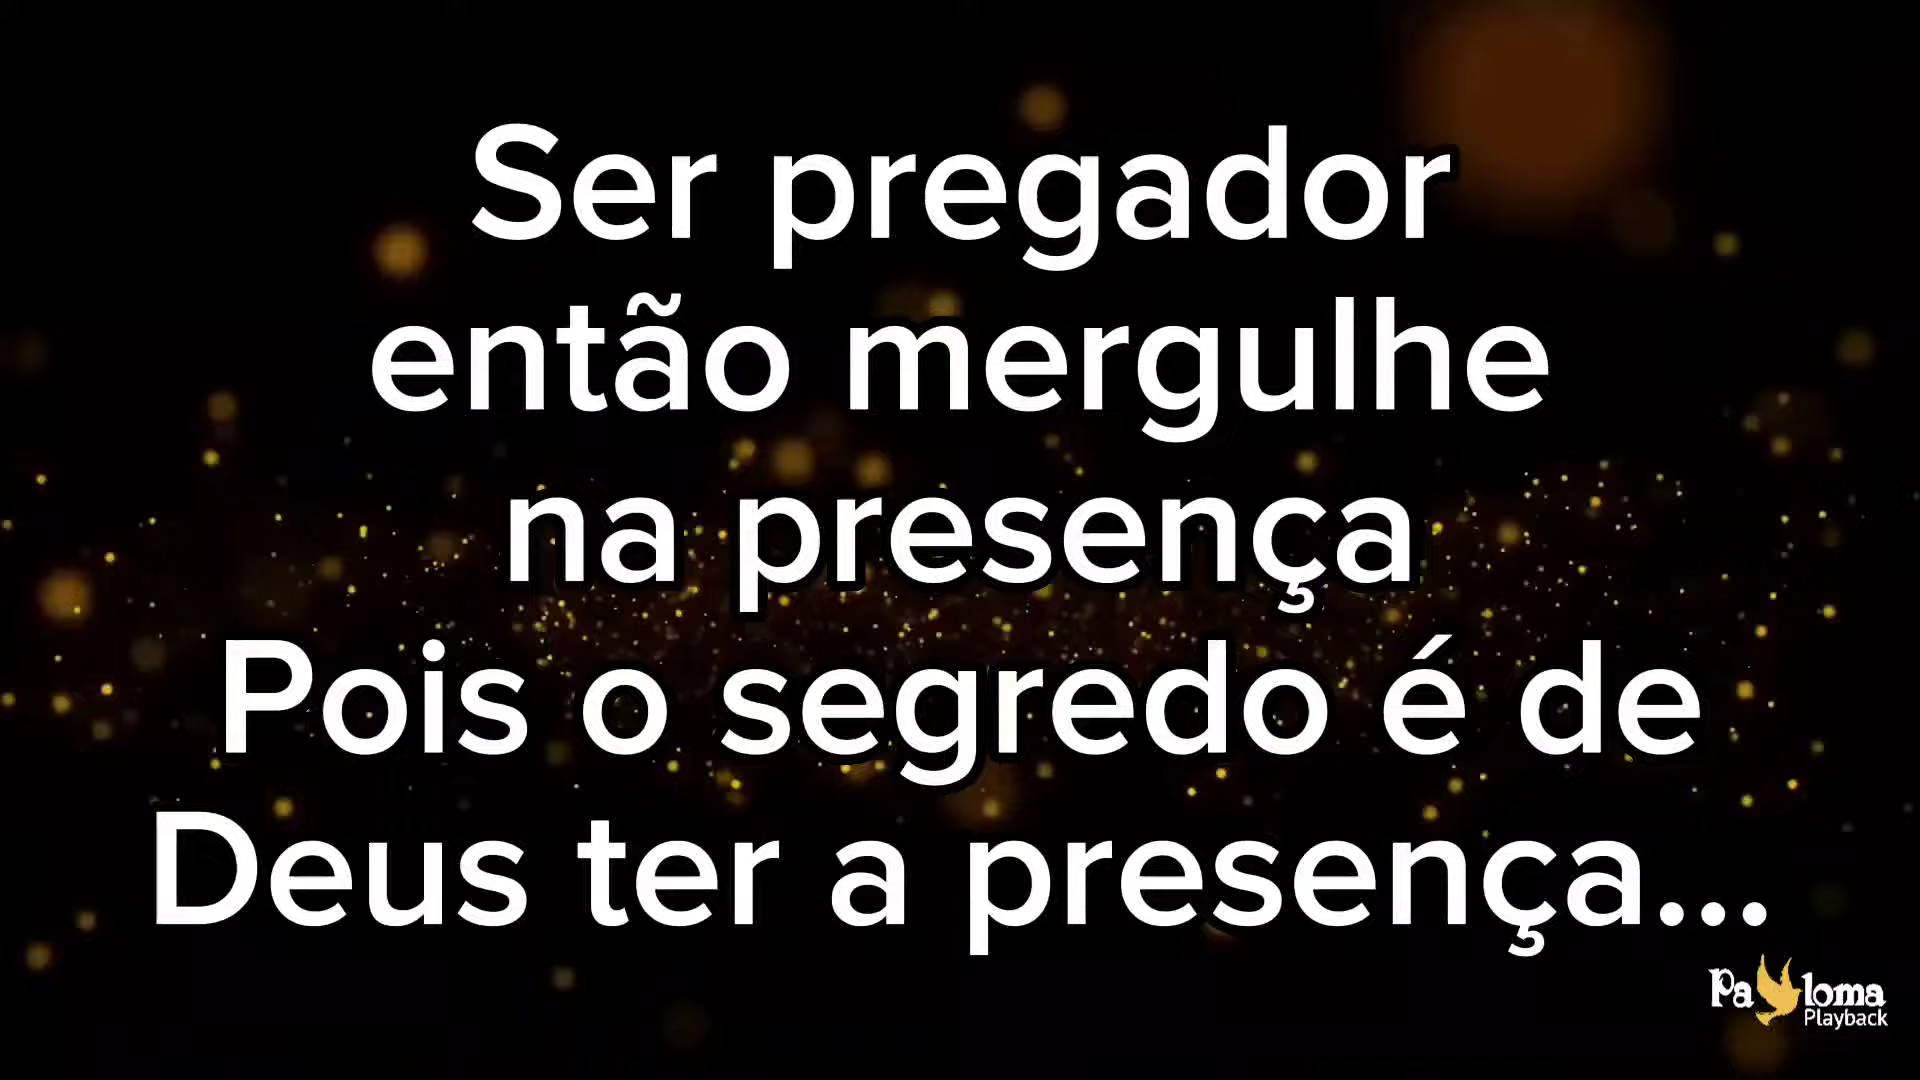 Ser pregador
então mergulhe
na presença
Pois o segredo é de
Deus ter a presença...
Paloma
Playback